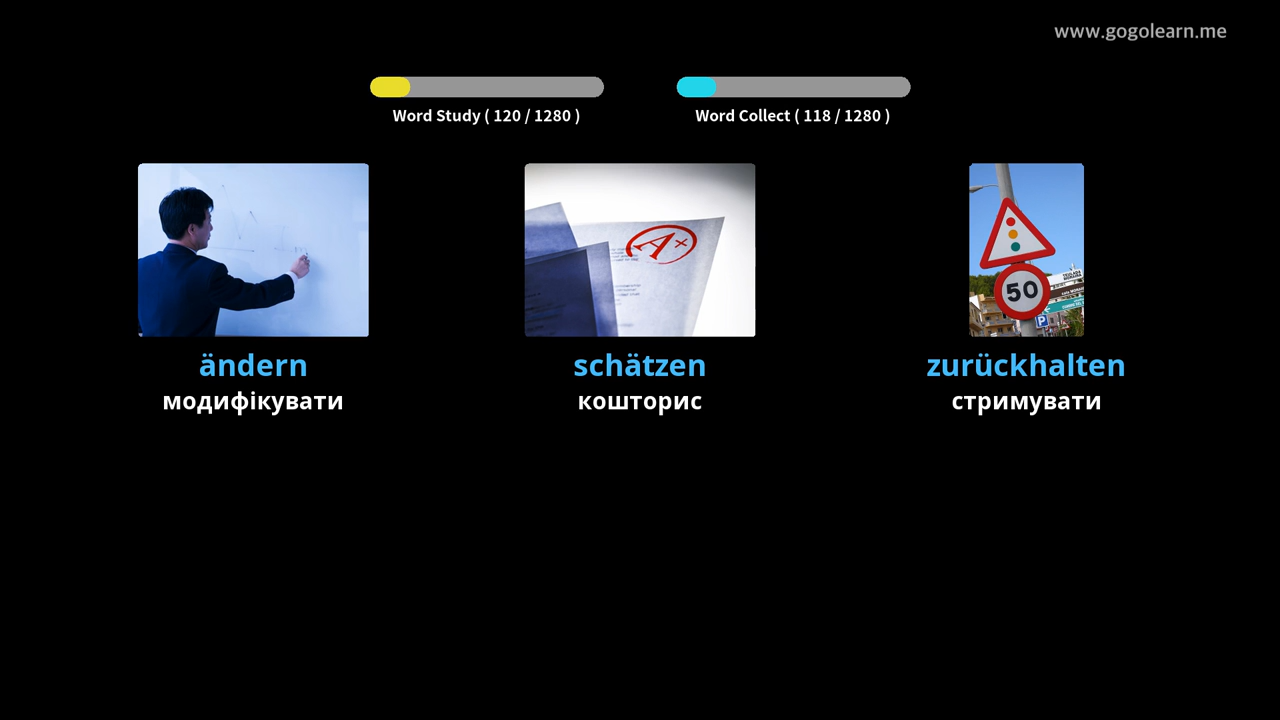 www.gogolearn.me
Word Study ( 120 / 1280 )
Word Collect ( 118 / 1280 )
A+
50
P
ändern
schätzen
zurückhalten
модифікувати
кошторис
стримувати